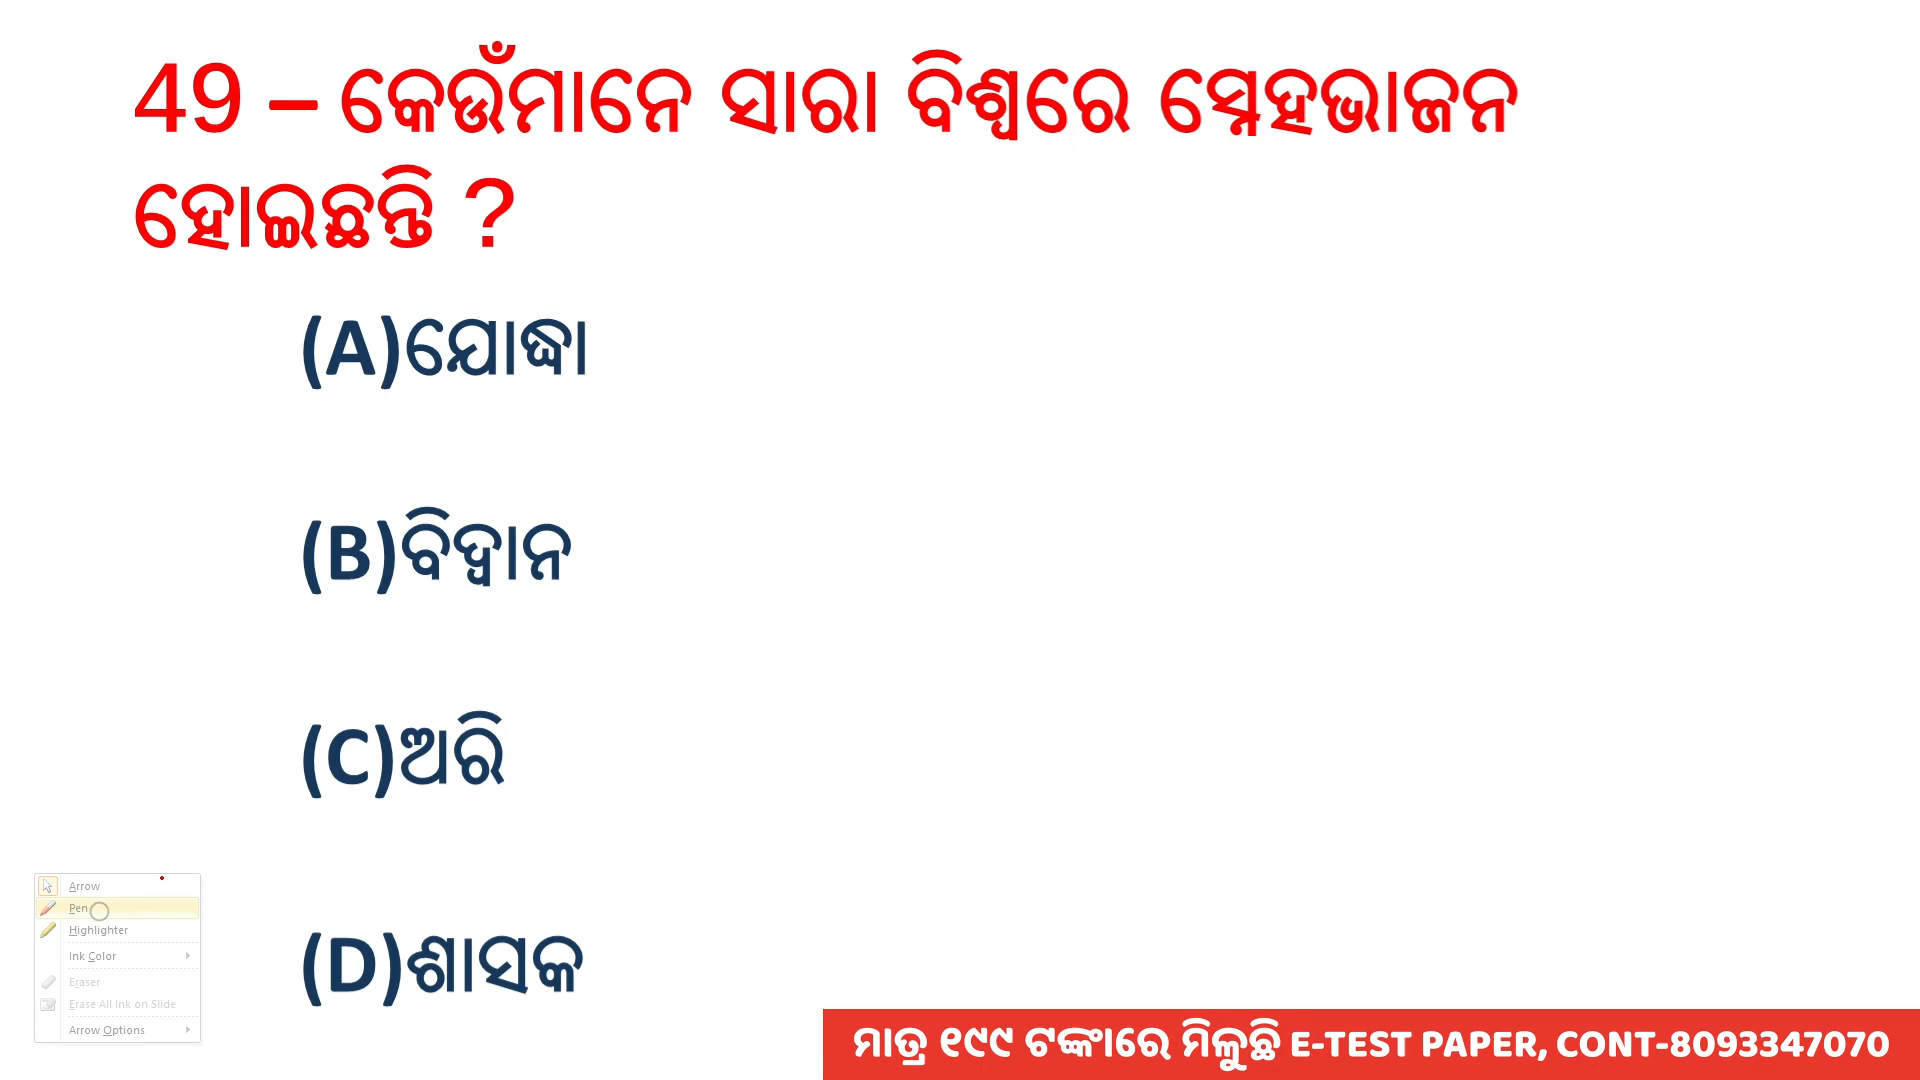 49 – କେଉଁମାନେ ସାରା ବିଶ୍ୱରେ ସ୍ନେହଭାଜନ
ହୋଇଛନ୍ତି ?
(A)ଯୋଦ୍ଧା
(B)ବିଦ୍ୱାନ
(C)ଅରି
(D)ଶାସକ
Arrow
Pen
Highlighter
Ink Color
Eraser
Erase All Ink on Slide
Arrow Options
ମାତ୍ର ୧୯୯ ଟଙ୍କାରେ ମିଳୁଛି E-TEST PAPER, CONT-8093347070